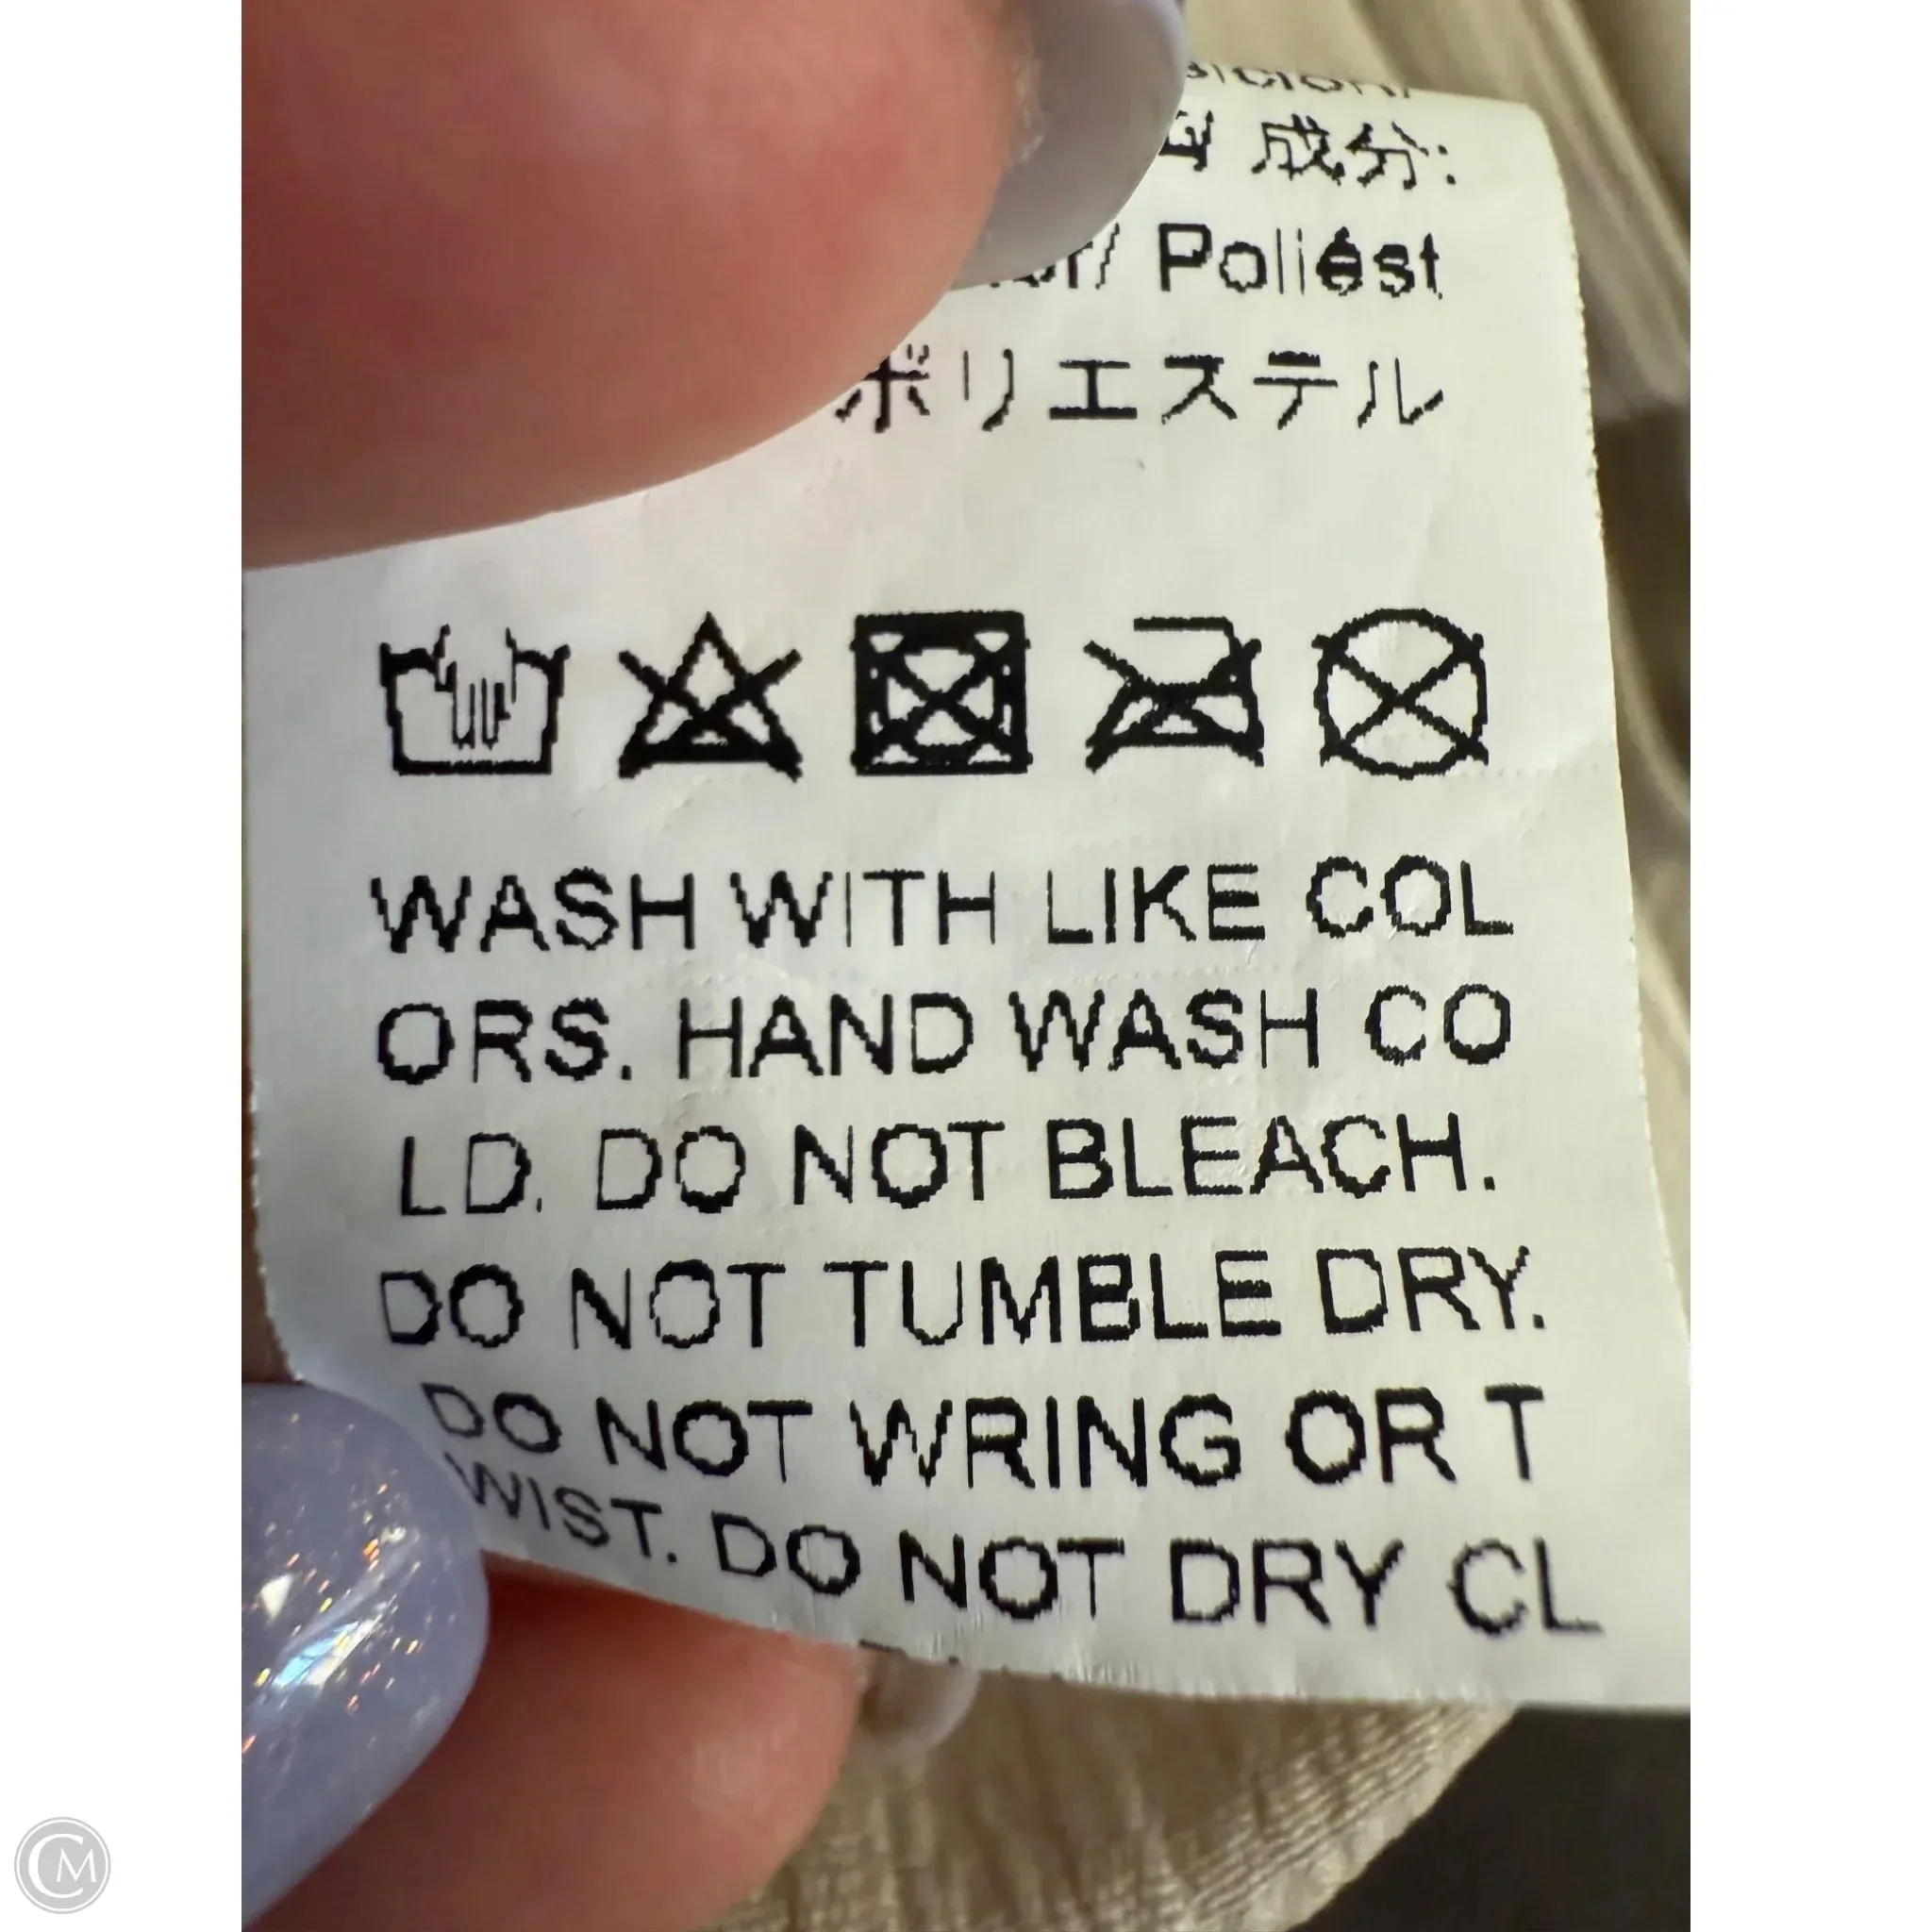 成分:
Poliést
ポリエステル
WASH WITH LIKE COL
ORS. HAND WASH CO
LD. DO NOT BLEACH.
DO NOT TUMBLE DRY.
DO NOT WRING OR T
WIST. DO NOT DRY CL
CM